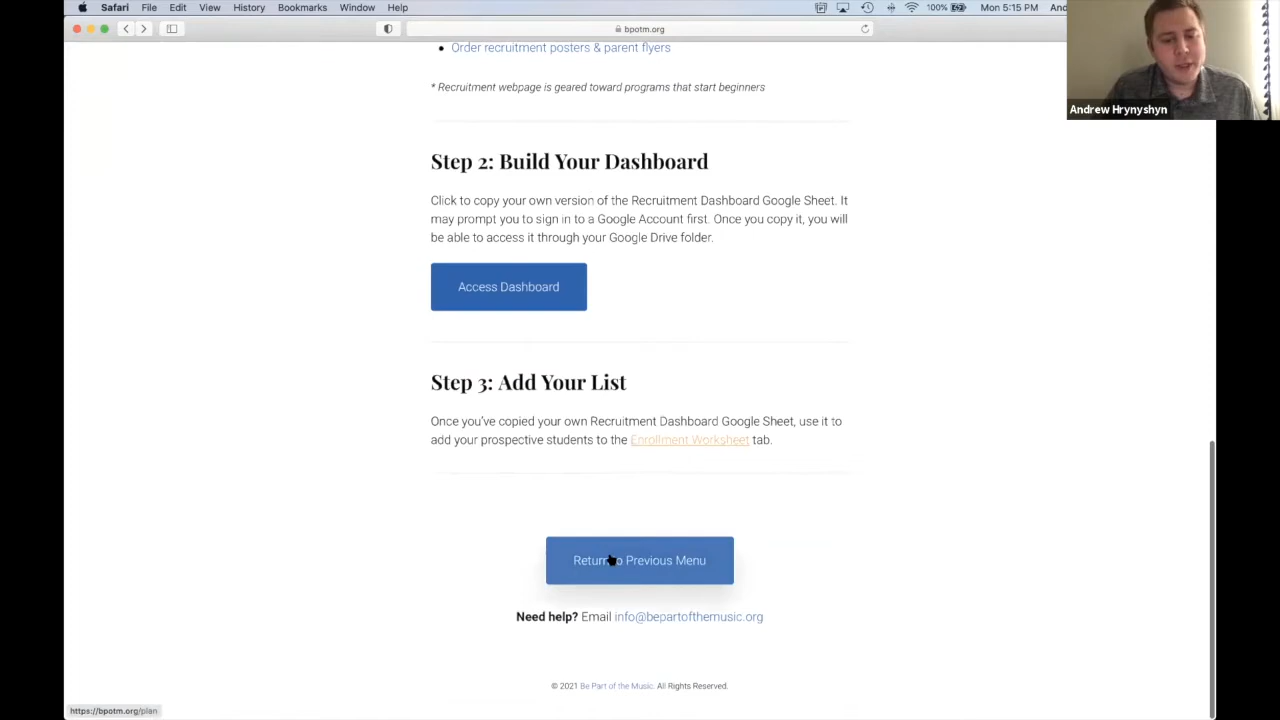 Safari File Edit View History Bookmarks Window Help 100% Mon 5:15 PM
bpotm.org
Andrew Hrynyshyn
Order recruitment posters & parent flyers
* Recruitment webpage is geared toward programs that start beginners
Step 2: Build Your Dashboard
Click to copy your own version of the Recruitment Dashboard Google Sheet. It
may prompt you to sign in to a Google Account first. Once you copy it, you will
be able to access it through your Google Drive folder.
Access Dashboard
Step 3: Add Your List
Once you’ve copied your own Recruitment Dashboard Google Sheet, use it to
add your prospective students to the Enrollment Worksheet tab.
Return to Previous Menu
Need help? Email info@bepartofthemusic.org
© 2021 Be Part of the Music. All Rights Reserved.
https://bpotm.org/plan